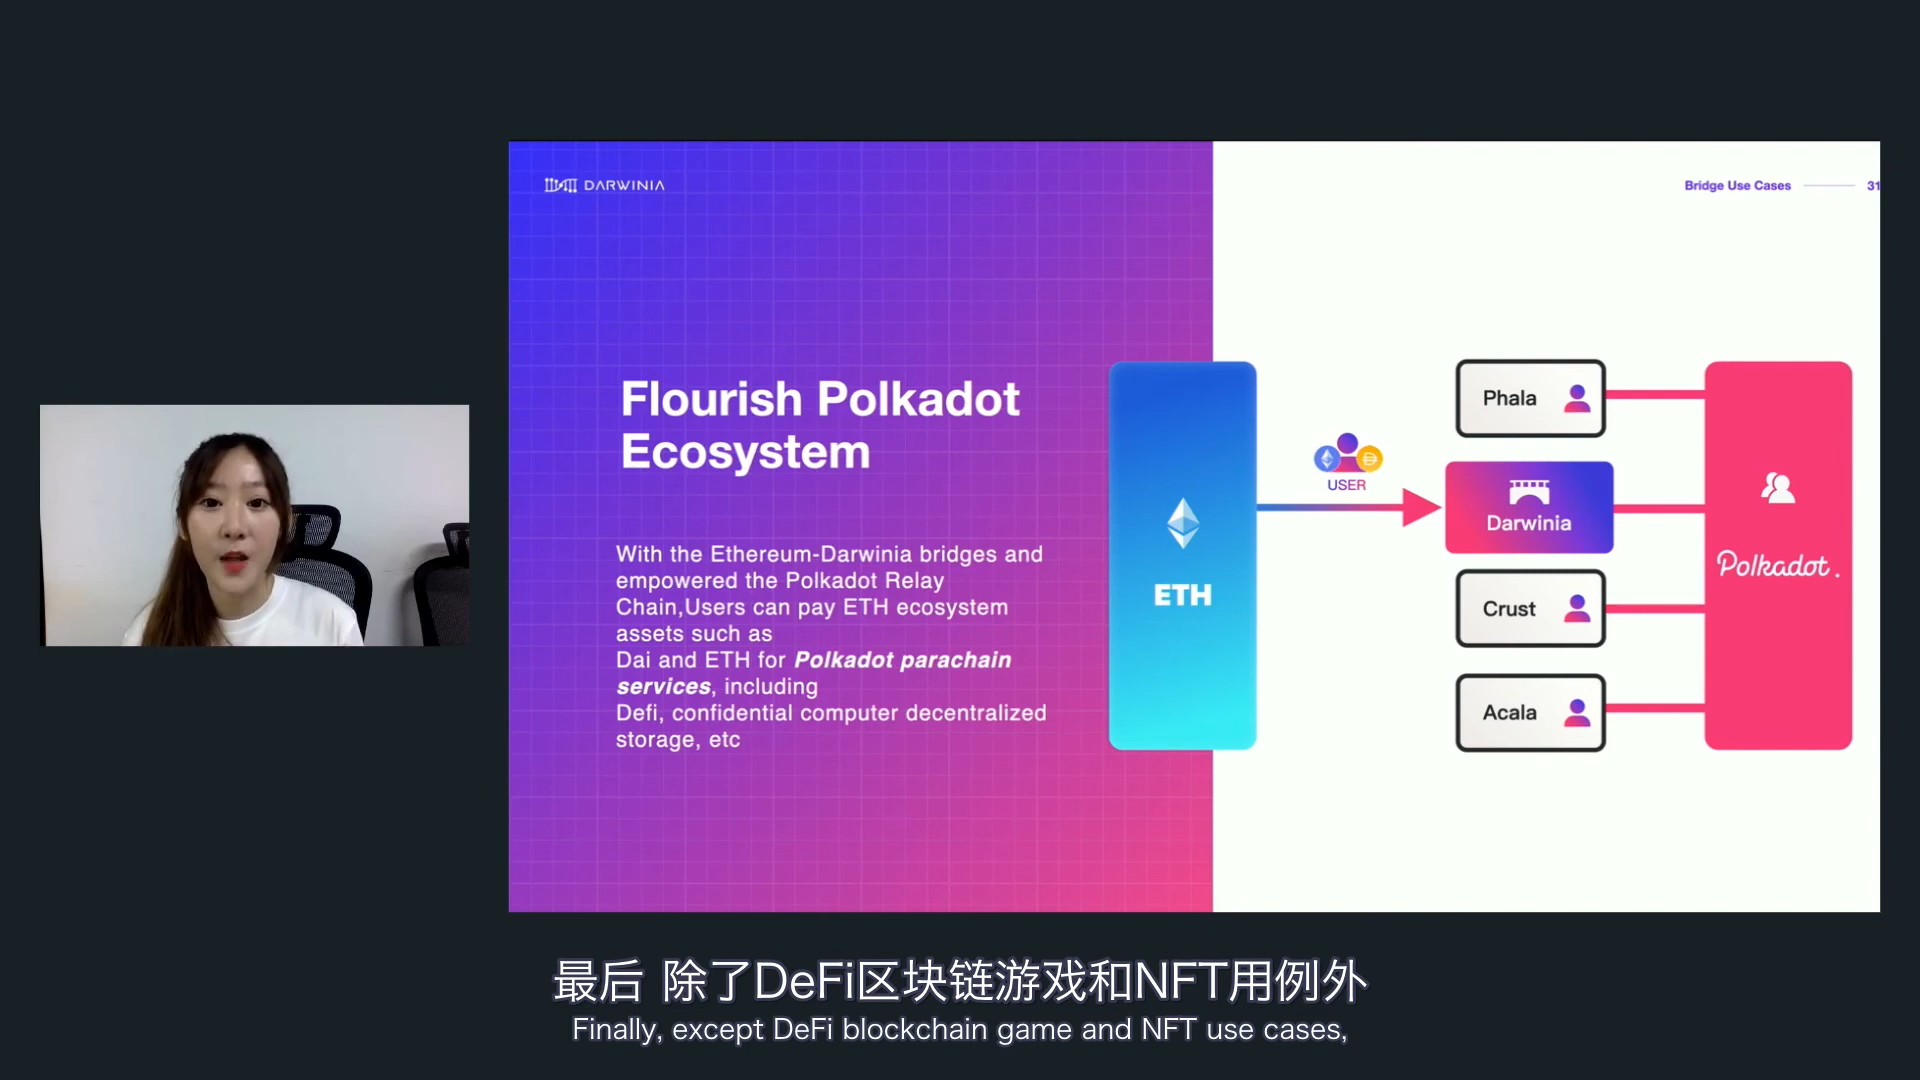 DARWINIA
Bridge Use Cases
31
Flourish Polkadot
Ecosystem
With the Ethereum-Darwinia bridges and
empowered the Polkadot Relay
Chain,Users can pay ETH ecosystem
assets such as
Dai and ETH for Polkadot parachain
services, including
Defi, confidential computer decentralized
storage, etc
ETH
USER
Phala
Darwinia
Crust
Acala
Polkadot.
最后 除了DeFi区块链游戏和NFT用例外
Finally, except DeFi blockchain game and NFT use cases,